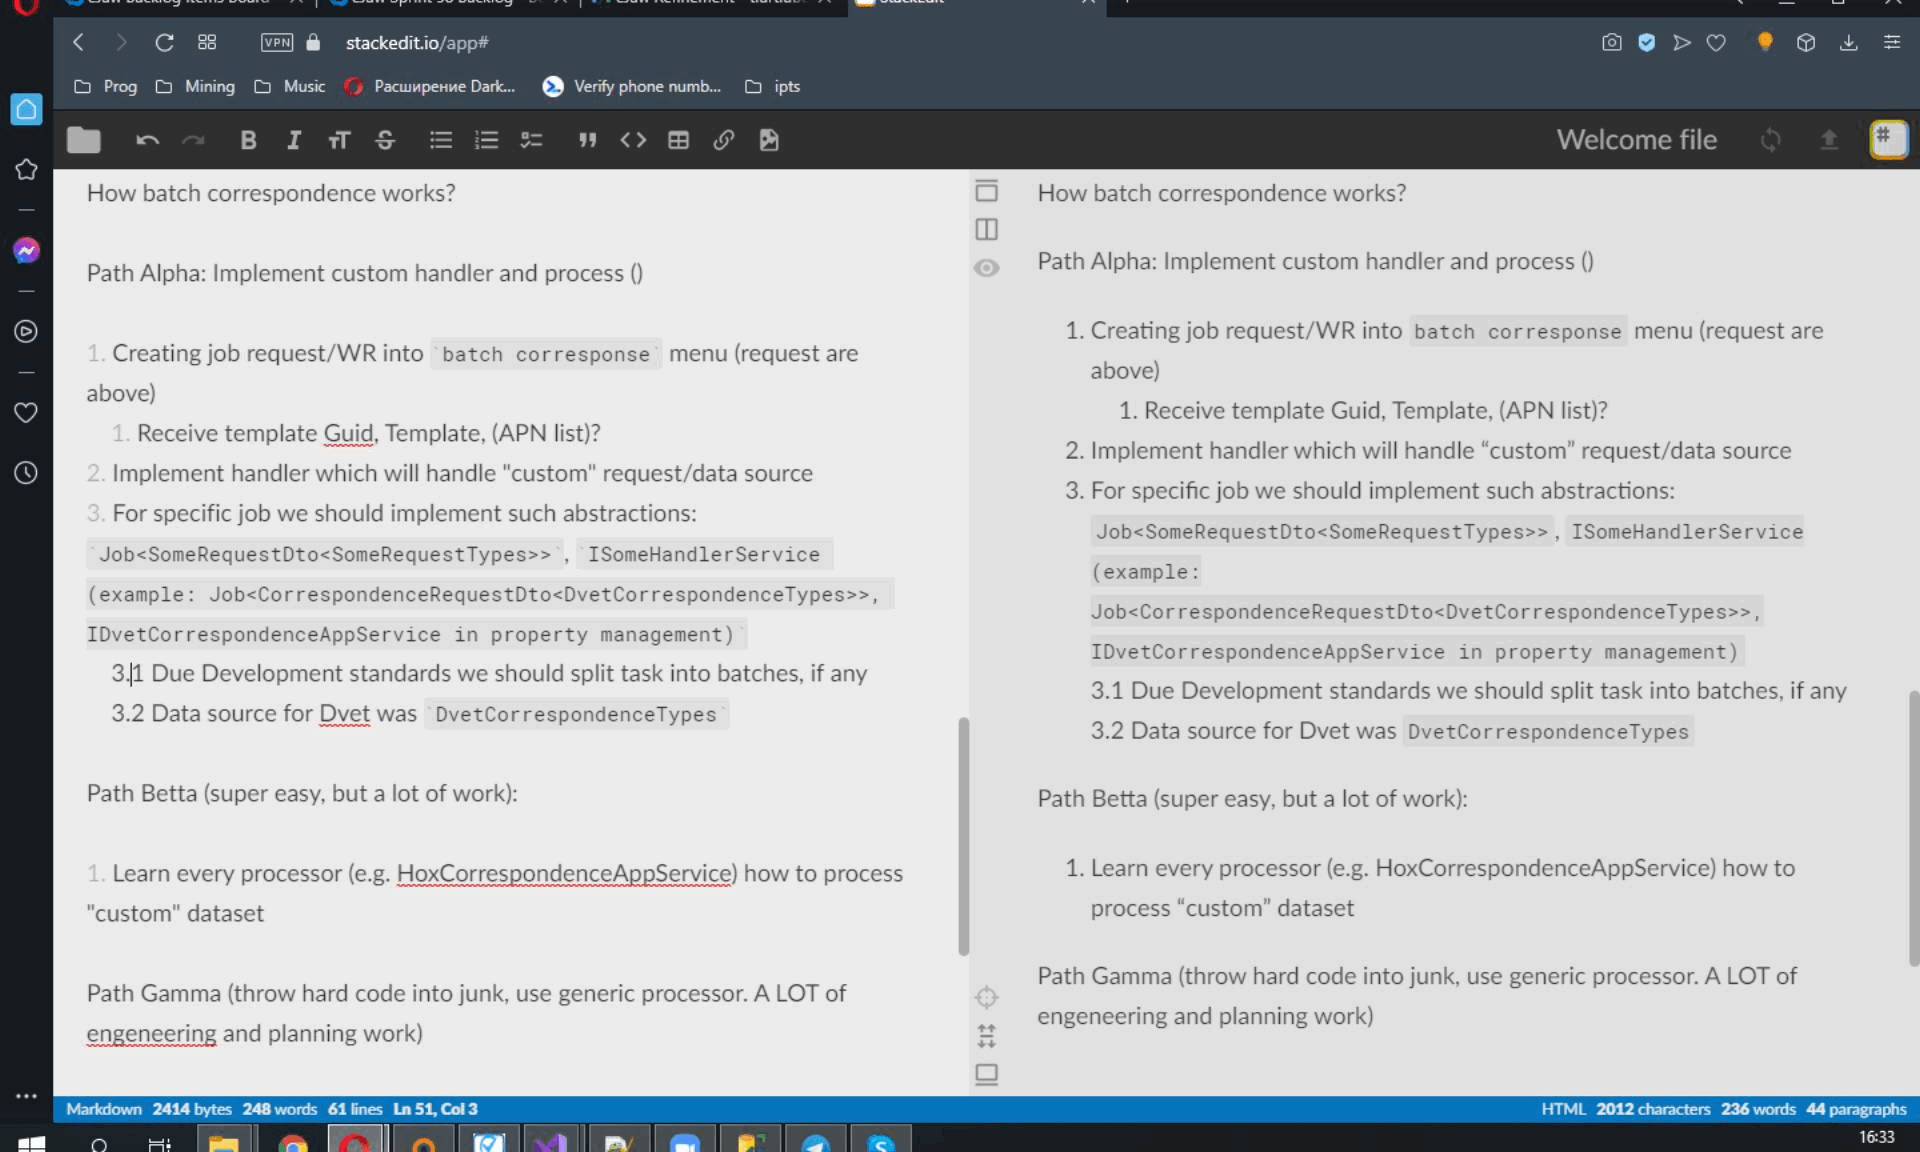 VPN stackedit.io/app#
Prog Mining Music Расширение Dark... Verify phone numb... ipts
Welcome file
How batch correspondence works?
Path Alpha: Implement custom handler and process ()
1. Creating job request/WR into `batch corresponse` menu (request are
above)
1. Receive template Guid, Template, (APN list)?
2. Implement handler which will handle "custom" request/data source
3. For specific job we should implement such abstractions:
`Job<SomeRequestDto<SomeRequestTypes>>`, `ISomeHandlerService
(example: Job<CorrespondenceRequestDto<DvetCorrespondenceTypes>>,
IDvetCorrespondenceAppService in property management)`
3.1 Due Development standards we should split task into batches, if any
3.2 Data source for Dvet was `DvetCorrespondenceTypes`
Path Betta (super easy, but a lot of work):
1. Learn every processor (e.g. HoxCorrespondenceAppService) how to process
"custom" dataset
Path Gamma (throw hard code into junk, use generic processor. A LOT of
engeneering and planning work)
How batch correspondence works?
Path Alpha: Implement custom handler and process ()
1. Creating job request/WR into batch corresponse menu (request are
above)
1. Receive template Guid, Template, (APN list)?
2. Implement handler which will handle “custom” request/data source
3. For specific job we should implement such abstractions:
Job<SomeRequestDto<SomeRequestTypes>>, ISomeHandlerService
(example:
Job<CorrespondenceRequestDto<DvetCorrespondenceTypes>>,
IDvetCorrespondenceAppService in property management)
3.1 Due Development standards we should split task into batches, if any
3.2 Data source for Dvet was DvetCorrespondenceTypes
Path Betta (super easy, but a lot of work):
1. Learn every processor (e.g. HoxCorrespondenceAppService) how to
process “custom” dataset
Path Gamma (throw hard code into junk, use generic processor. A LOT of
engeneering and planning work)
Markdown 2414 bytes 248 words 61 lines Ln 51, Col 3
HTML 2012 characters 236 words 44 paragraphs
16:33